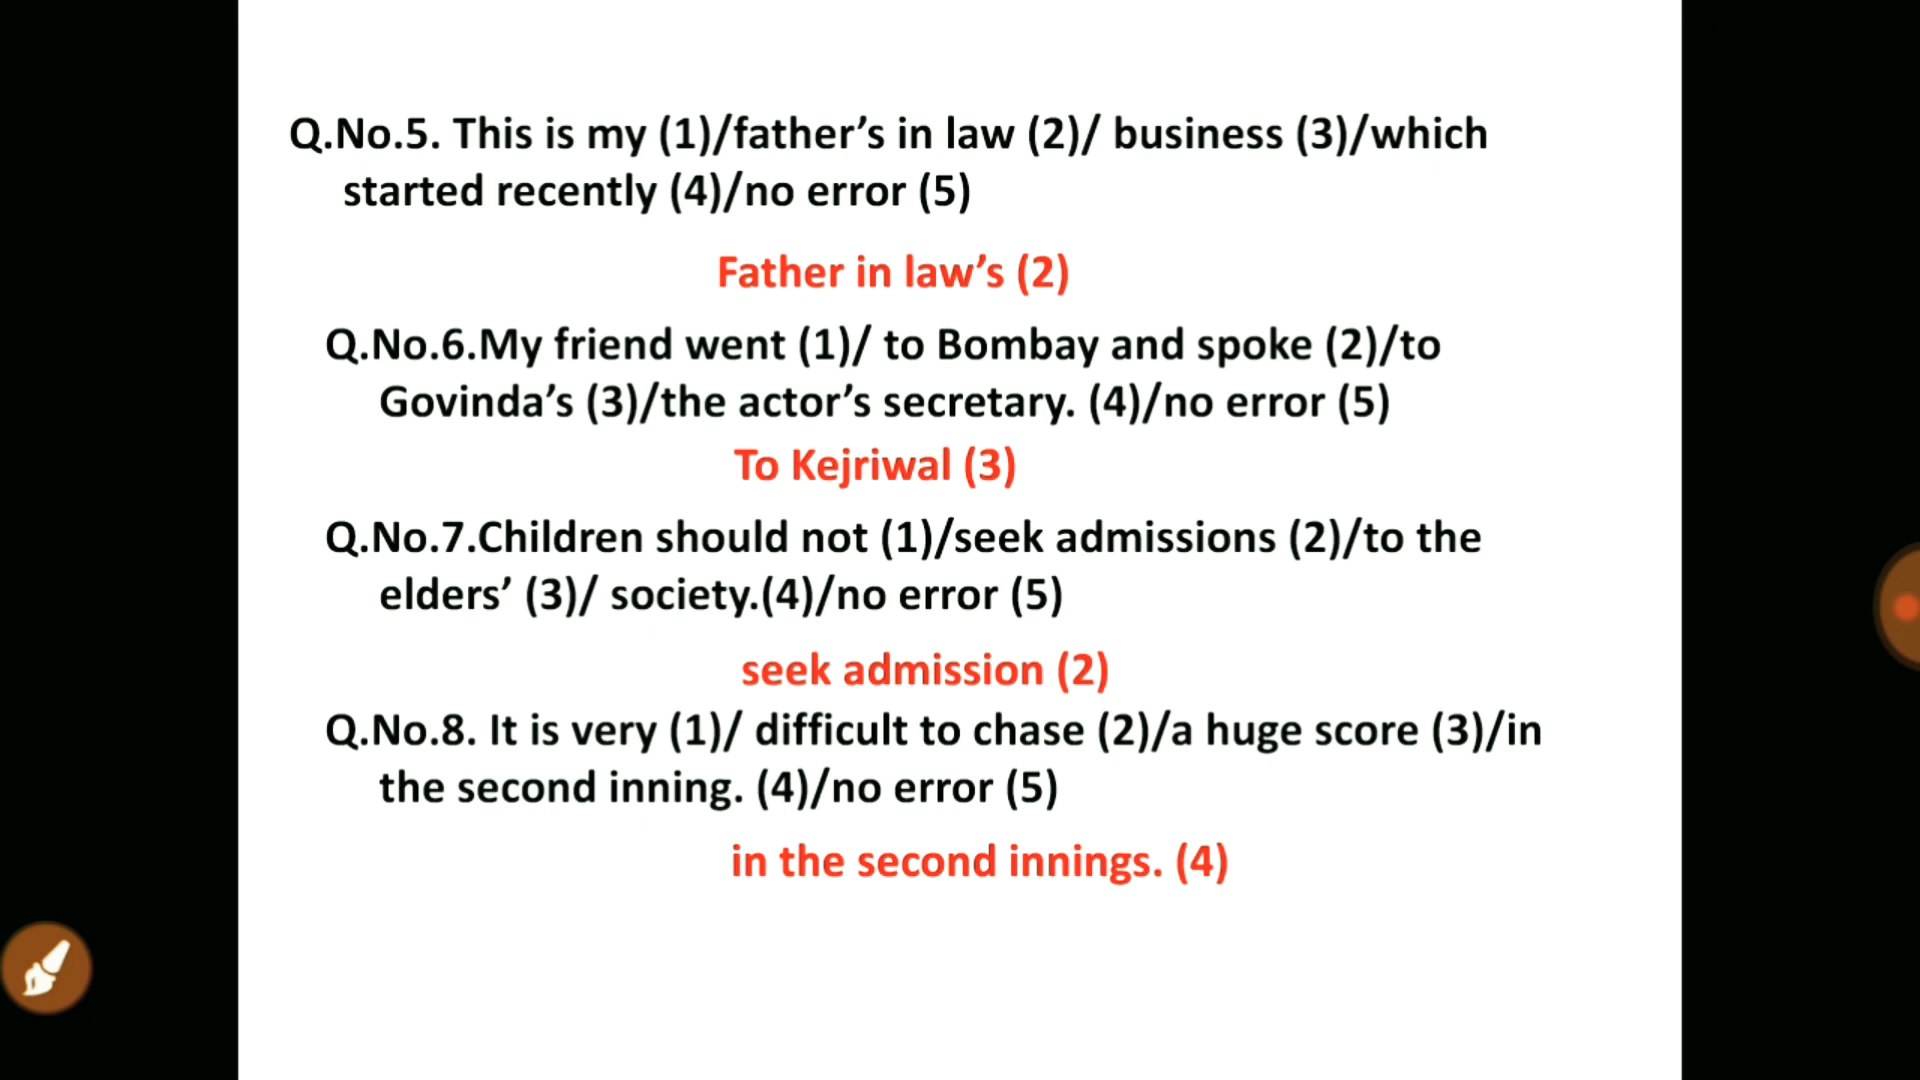 Q.No.5. This is my (1)/father’s in law (2)/ business (3)/which
started recently (4)/no error (5)
Father in law’s (2)
Q.No.6.My friend went (1)/ to Bombay and spoke (2)/to
Govinda’s (3)/the actor’s secretary. (4)/no error (5)
To Kejriwal (3)
Q.No.7.Children should not (1)/seek admissions (2)/to the
elders’ (3)/ society.(4)/no error (5)
seek admission (2)
Q.No.8. It is very (1)/ difficult to chase (2)/a huge score (3)/in
the second inning. (4)/no error (5)
in the second innings. (4)